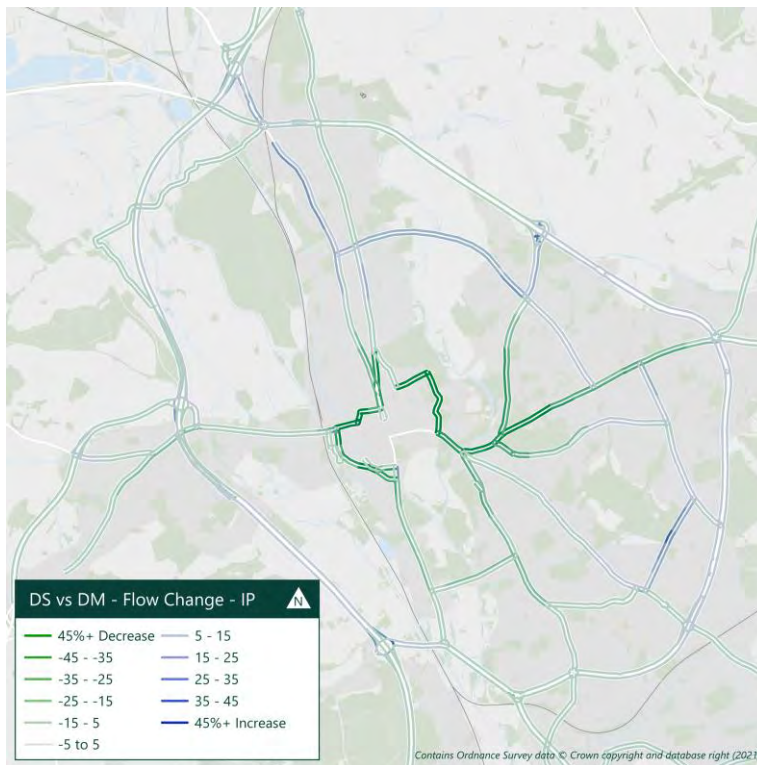 DS vs DM - Flow Change - IP
N
45%+ Decrease 5 - 15
-45 - -35 15 - 25
-35 - -25 25 - 35
-25 - -15 35 - 45
-15 - 5 45%+ Increase
-5 to 5
Contains Ordnance Survey data © Crown copyright and database right (2021